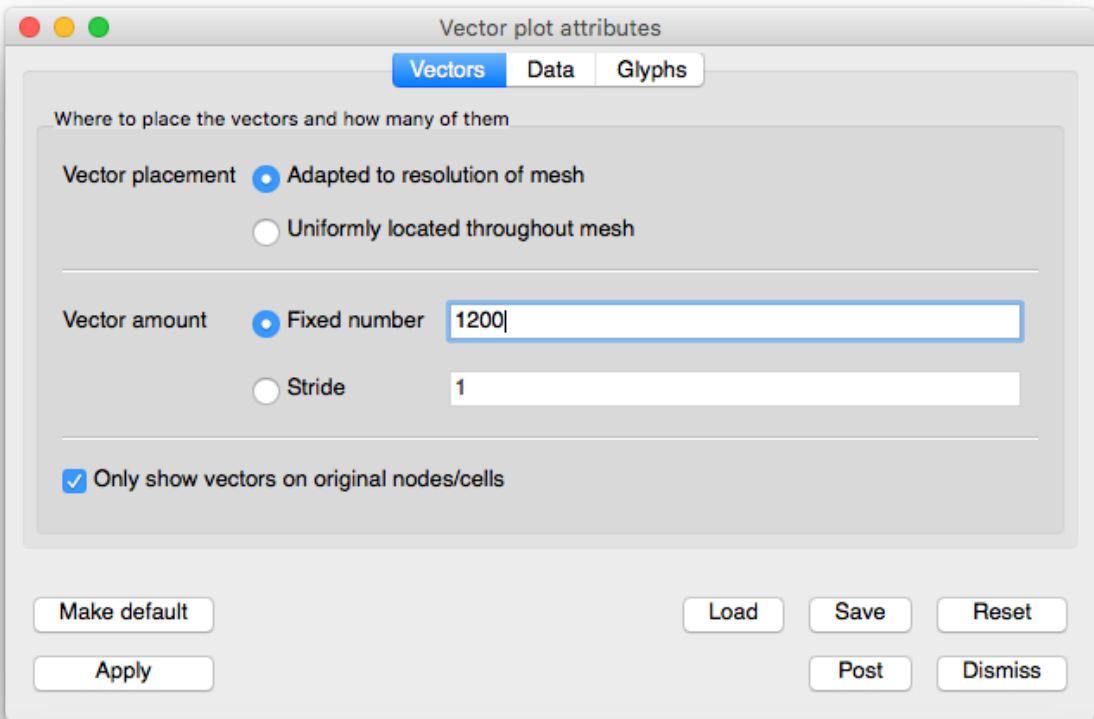 Vector plot attributes
Vectors Data Glyphs
Where to place the vectors and how many of them
Vector placement Adapted to resolution of mesh
Uniformly located throughout mesh
Vector amount Fixed number 1200
Stride 1
Only show vectors on original nodes/cells
Make default Load Save Reset
Apply Post Dismiss